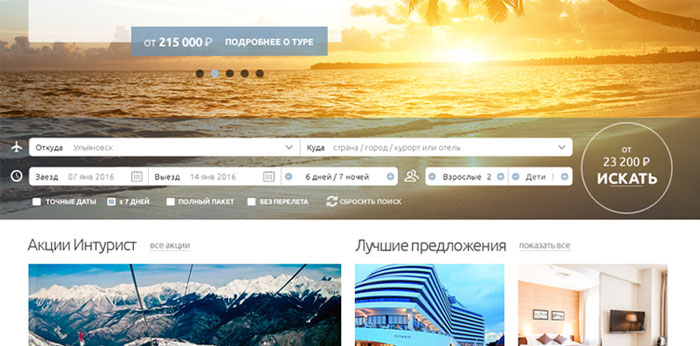 от 215 000 ₽ ПОДРОБНЕЕ О ТУРЕ
Откуда Ульяновск Куда страна / город / курорт или отель
Заезд 07 янв 2016 Выезд 14 янв 2016 6 дней / 7 ночей Взрослые 2 Дети
ТОЧНЫЕ ДАТЫ ± 7 ДНЕЙ ПОЛНЫЙ ПАКЕТ БЕЗ ПЕРЕЛЕТА СБРОСИТЬ ПОИСК
от
23 200 ₽
ИСКАТЬ
Акции Интурист все акции
Лучшие предложения показать все